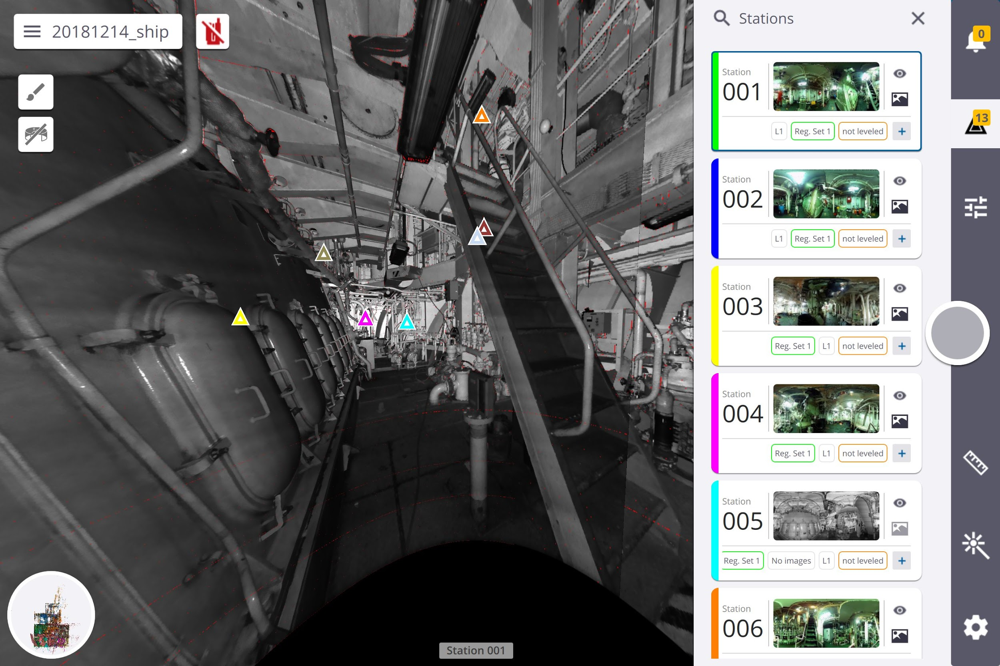 20181214_ship
Stations
0
13
Station
001
L1
Reg. Set 1
not leveled
+
Station
002
L1
Reg. Set 1
not leveled
+
Station
003
Reg. Set 1
L1
not leveled
+
Station
004
Reg. Set 1
L1
not leveled
+
Station
005
Reg. Set 1
No images
L1
not leveled
+
Station
006
Station 001